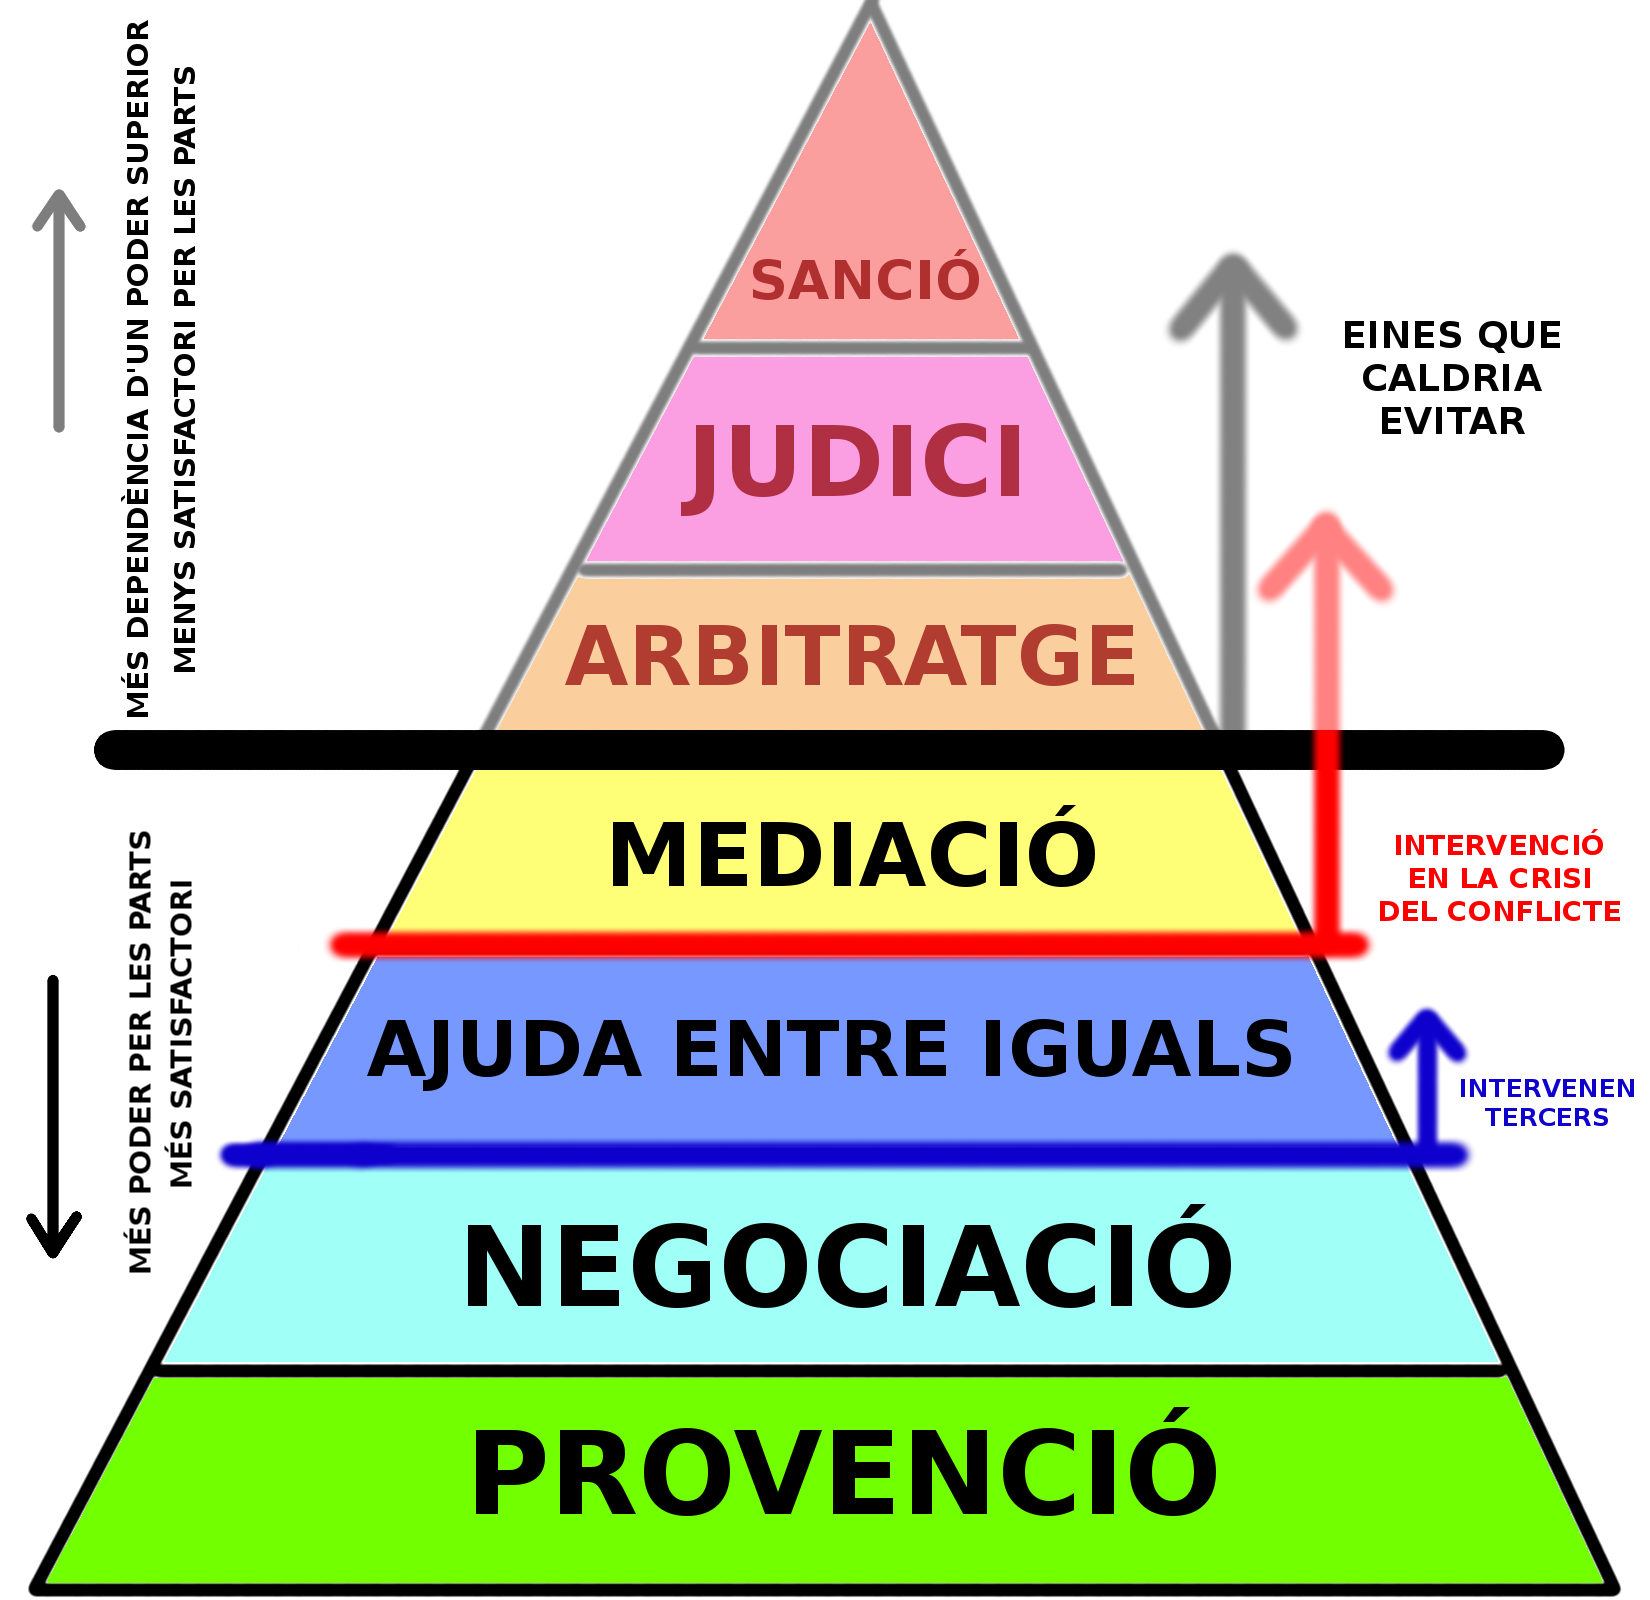 MÉS DEPENDÈNCIA D'UN PODER SUPERIOR
MENYS SATISFACTORI PER LES PARTS
SANCIÓ
JUDICI
ARBITRATGE
EINES QUE
CALDRIA
EVITAR
MEDIACIÓ
INTERVENCIÓ
EN LA CRISI
DEL CONFLICTE
MÉS PODER PER LES PARTS
MÉS SATISFACTORI
AJUDA ENTRE IGUALS
INTERVENEN
TERCERS
NEGOCIACIÓ
PROVENCIÓ